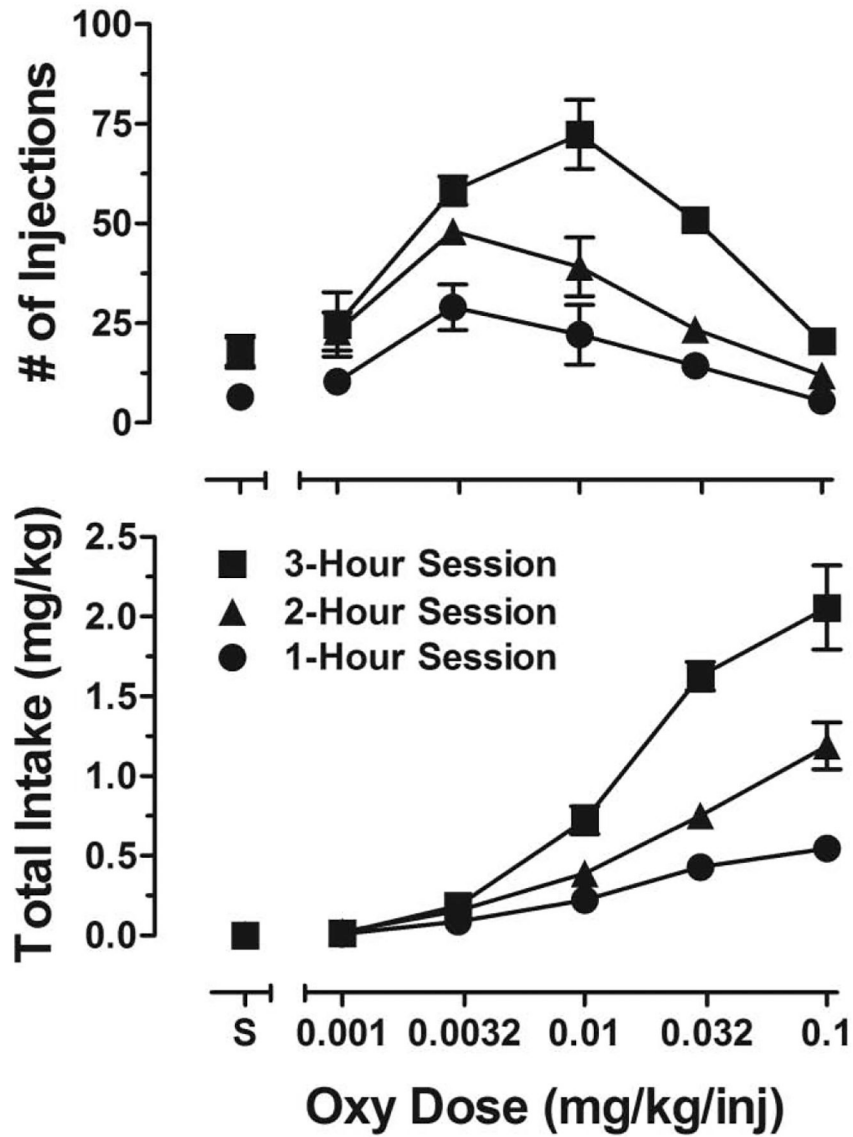 100
75
50
25
0
# of Injections
2.5
2.0
1.5
1.0
0.5
0.0
Total Intake (mg/kg)
3-Hour Session
2-Hour Session
1-Hour Session
S 0.001 0.0032 0.01 0.032 0.1
Oxy Dose (mg/kg/inj)